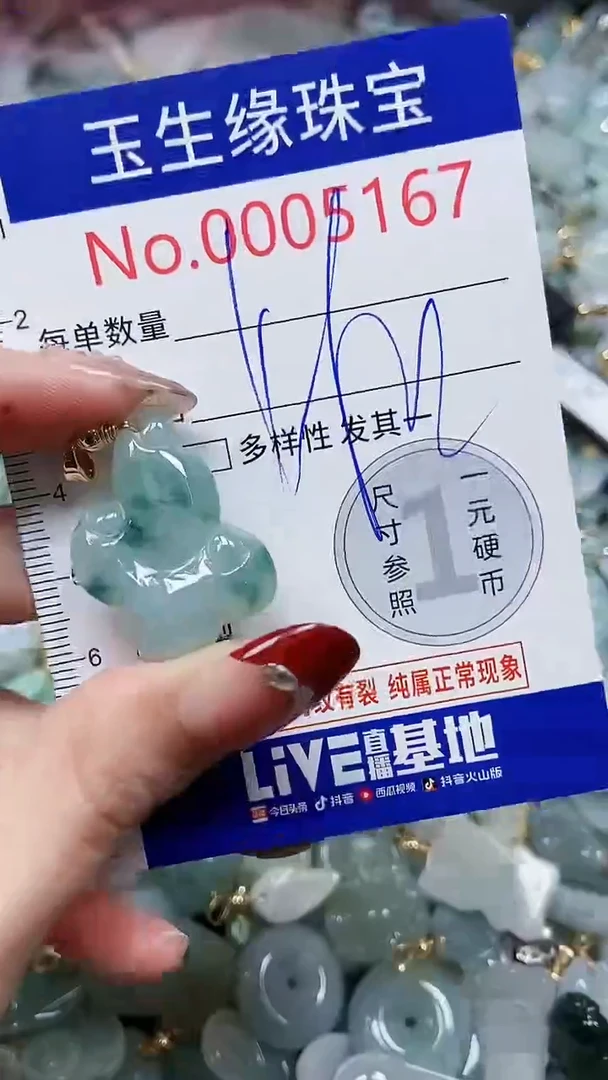 玉生缘珠宝
No.0005167
2
每单数量
多样性 发其一
4
尺寸参照
1
一元硬币
6
有裂 纯属正常现象
LiVE直播基地
今日头条 抖音 西瓜视频 抖音火山版